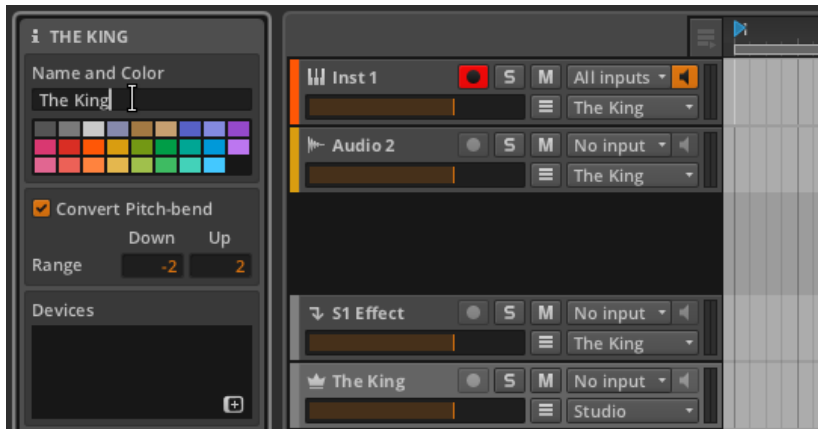 THE KING
Name and Color
The King
Convert Pitch-bend
Down Up
Range -2 2
Devices
Inst 1 S M All inputs
The King
Audio 2 S M No input
The King
S1 Effect S M No input
The King
The King S M No input
Studio